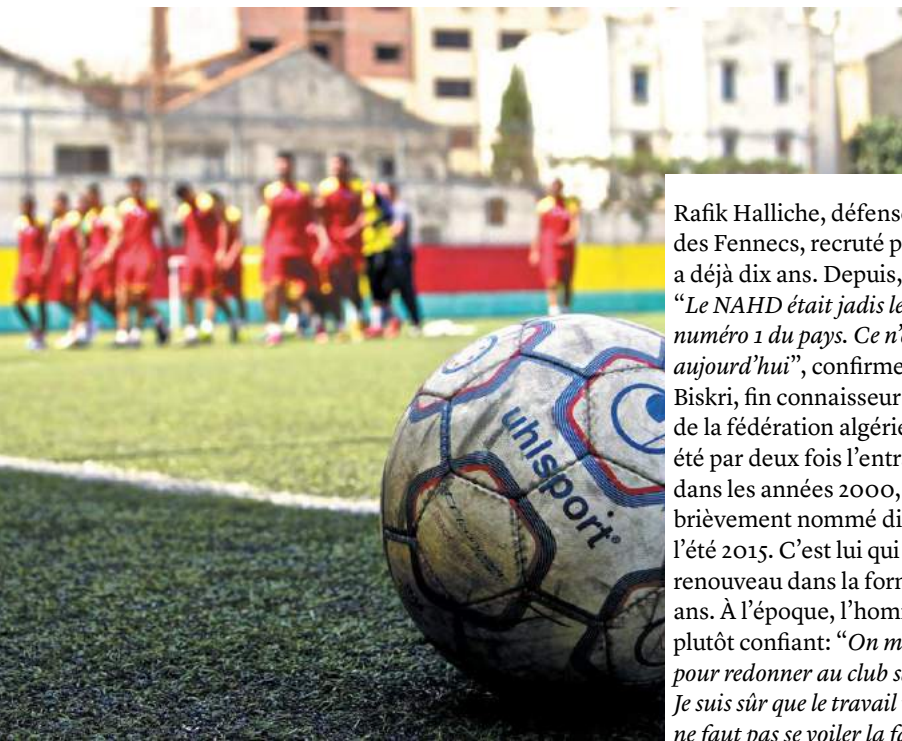 uhlsport
Rafik Halliche, défense
des Fennecs, recruté p
a déjà dix ans. Depuis,
“Le NAHD était jadis le
numéro 1 du pays. Ce n’
aujourd’hui”, confirme
Biskri, fin connaisseur
de la fédération algérie
été par deux fois l’entr
dans les années 2000,
brièvement nommé di
l’été 2015. C’est lui qui
renouveau dans la form
ans. À l’époque, l’hom
plutôt confiant: “On m
pour redonner au club s
Je suis sûr que le travail
ne faut pas se voiler la fa